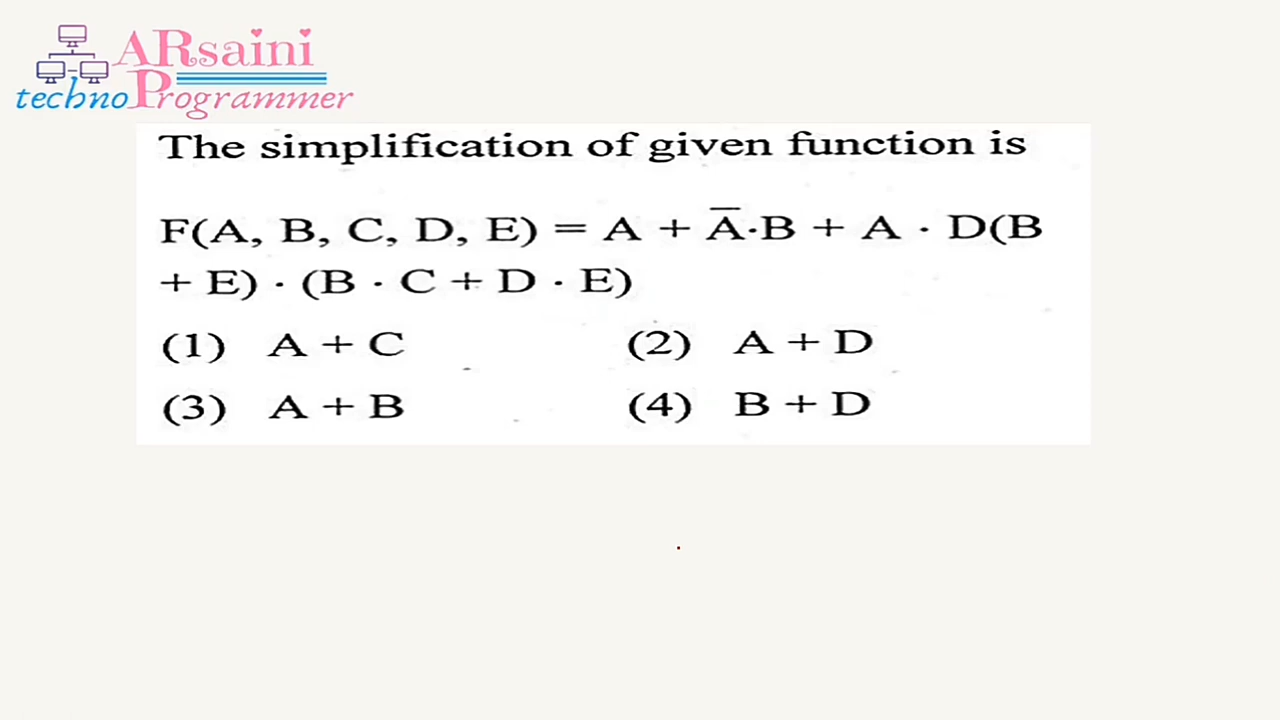 ARsaini
technoProgrammer
The simplification of given function is
F(A, B, C, D, E) = A + A̅·B + A · D(B
+ E) · (B · C + D · E)
(1) A + C (2) A + D
(3) A + B (4) B + D